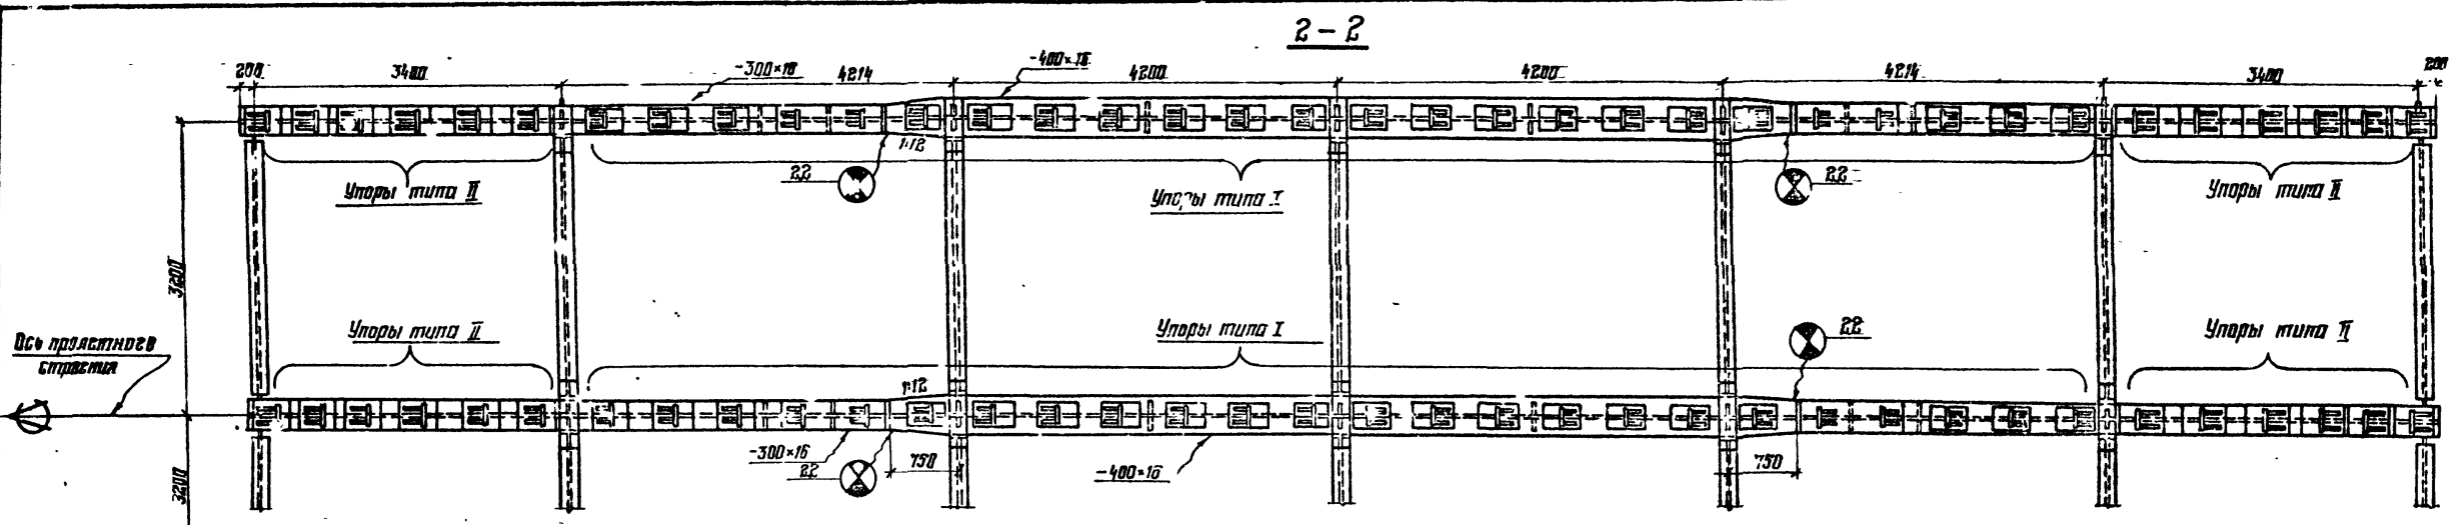 2-2
200
3400
-300×16
4214
-400×16
4200
4200
4214
3400
200
1:12
22
22
Упоры типа II
Упоры типа I
Упоры типа II
3200
Ось пролетного
строения
Упоры типа II
Упоры типа I
22
Упоры типа II
1:12
-300×16
22
750
-400×16
750
3200